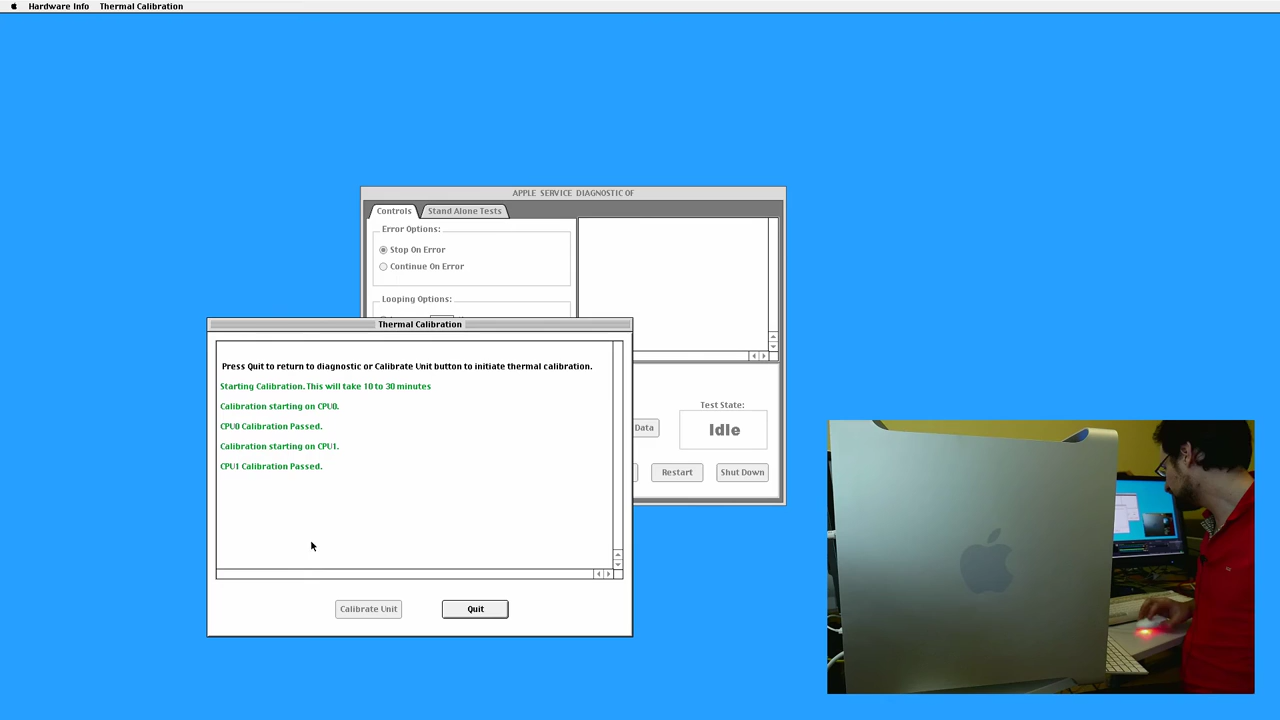 Hardware Info Thermal Calibration
APPLE SERVICE DIAGNOSTIC OF
Controls Stand Alone Tests
Error Options:
Stop On Error
Continue On Error
Looping Options:
Thermal Calibration
Press Quit to return to diagnostic or Calibrate Unit button to initiate thermal calibration.
Starting Calibration. This will take 10 to 30 minutes
Calibration starting on CPU0.
CPU0 Calibration Passed.
Calibration starting on CPU1.
CPU1 Calibration Passed.
Calibrate Unit Quit
Test State:
Data Idle
Restart Shut Down